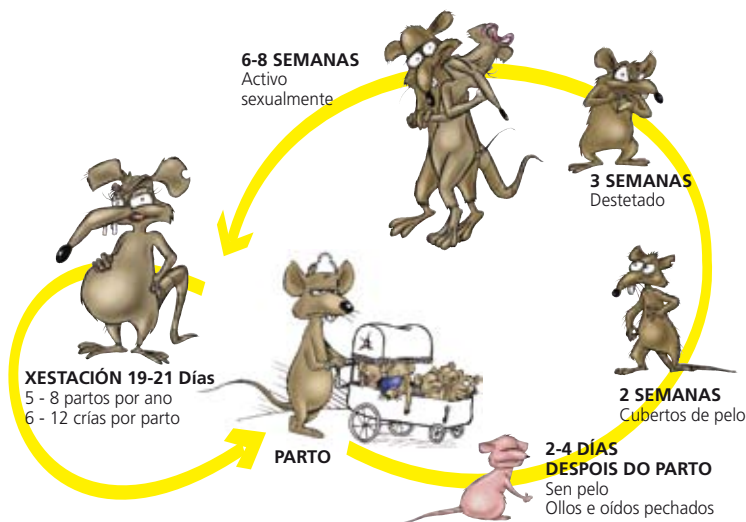 6-8 SEMANAS
Activo
sexualmente
3 SEMANAS
Destetado
2 SEMANAS
Cubertos de pelo
2-4 DÍAS
DESPOIS DO PARTO
Sen pelo
Ollos e oídos pechados
PARTO
XESTACIÓN 19-21 Días
5 - 8 partos por ano
6 - 12 crías por parto